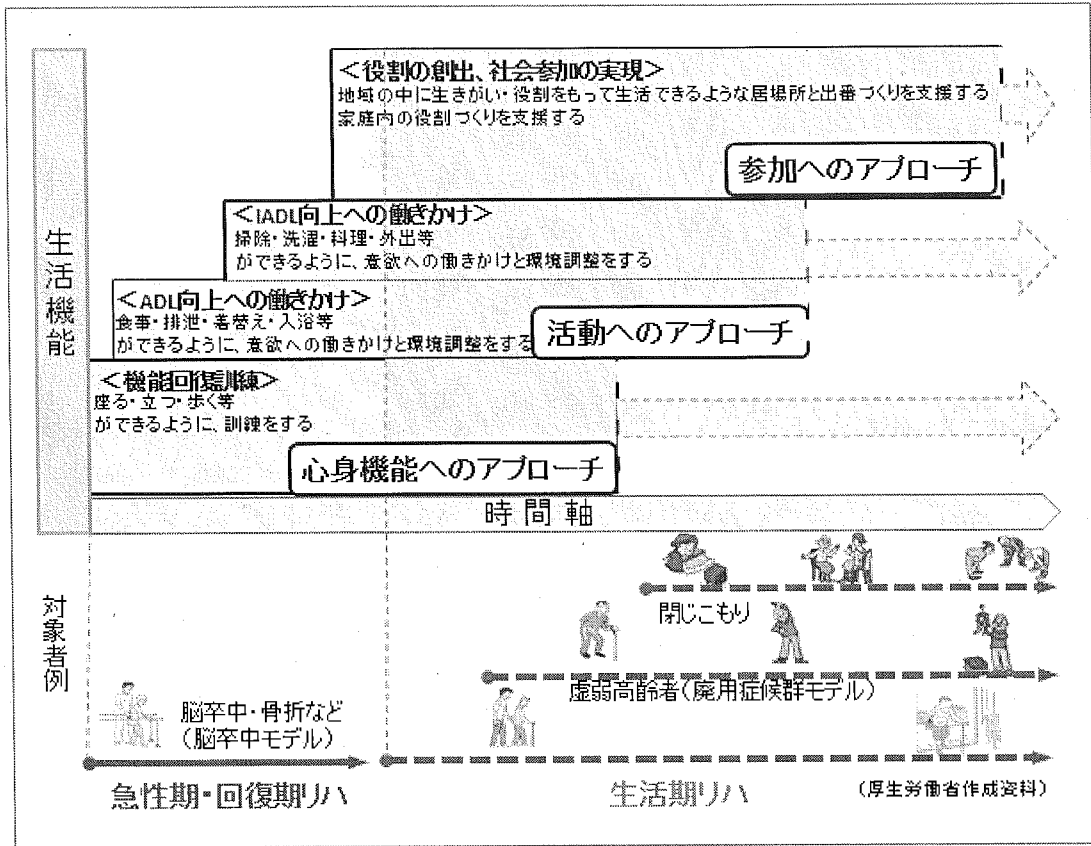 <役割の創出、社会参加の実現>
地域の中に生きがい・役割をもって生活できるような居場所と出番づくりを支援する
家庭内の役割づくりを支援する
参加へのアプローチ
<IADL向上への働きかけ>
掃除・洗濯・料理・外出等
ができるように、意欲への働きかけと環境調整をする
<ADL向上への働きかけ>
食事・排泄・着替え・入浴等
ができるように、意欲への働きかけと環境調整をする
活動へのアプローチ
<機能回復訓練>
座る・立つ・歩く等
ができるように、訓練をする
心身機能へのアプローチ
生活機能
時間軸
対象者例
閉じこもり
虚弱高齢者(廃用症候群モデル)
脳卒中・骨折など
(脳卒中モデル)
急性期・回復期リハ
生活期リハ
(厚生労働省作成資料)